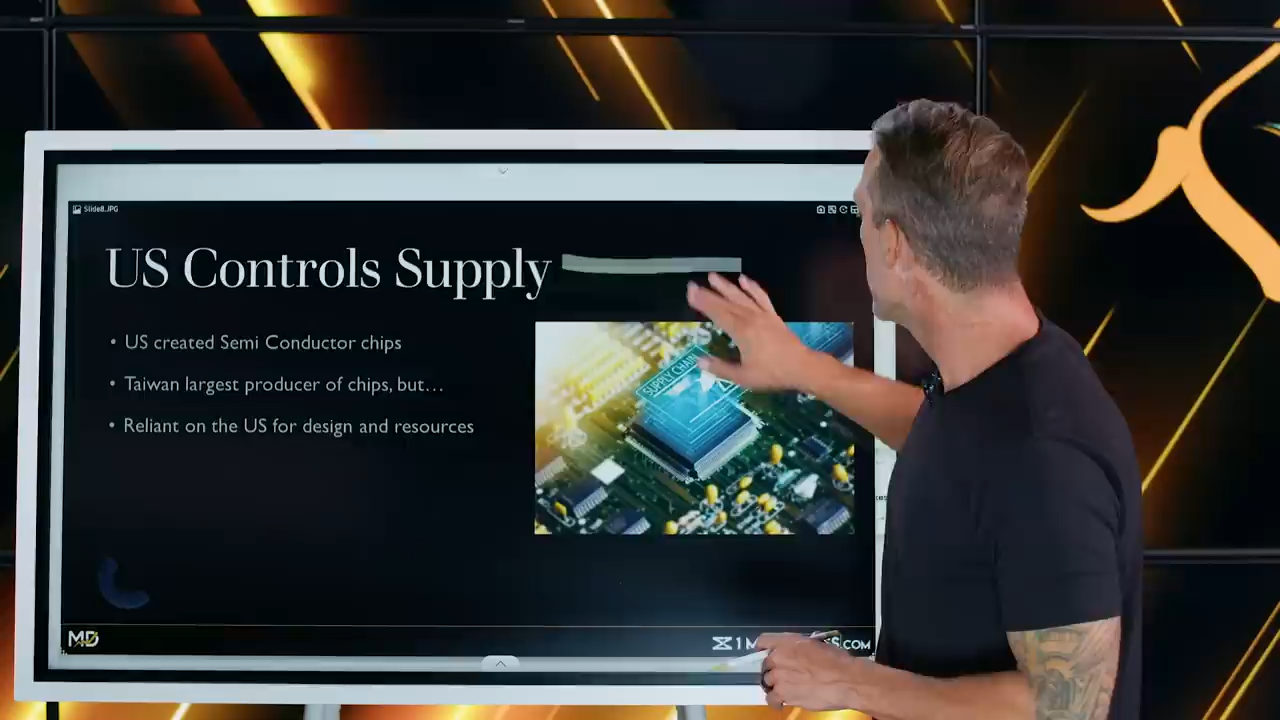 Slide8.JPG
US Controls Supply
• US created Semi Conductor chips
• Taiwan largest producer of chips, but...
• Reliant on the US for design and resources
SUPPLY CHAIN
MD
.COM